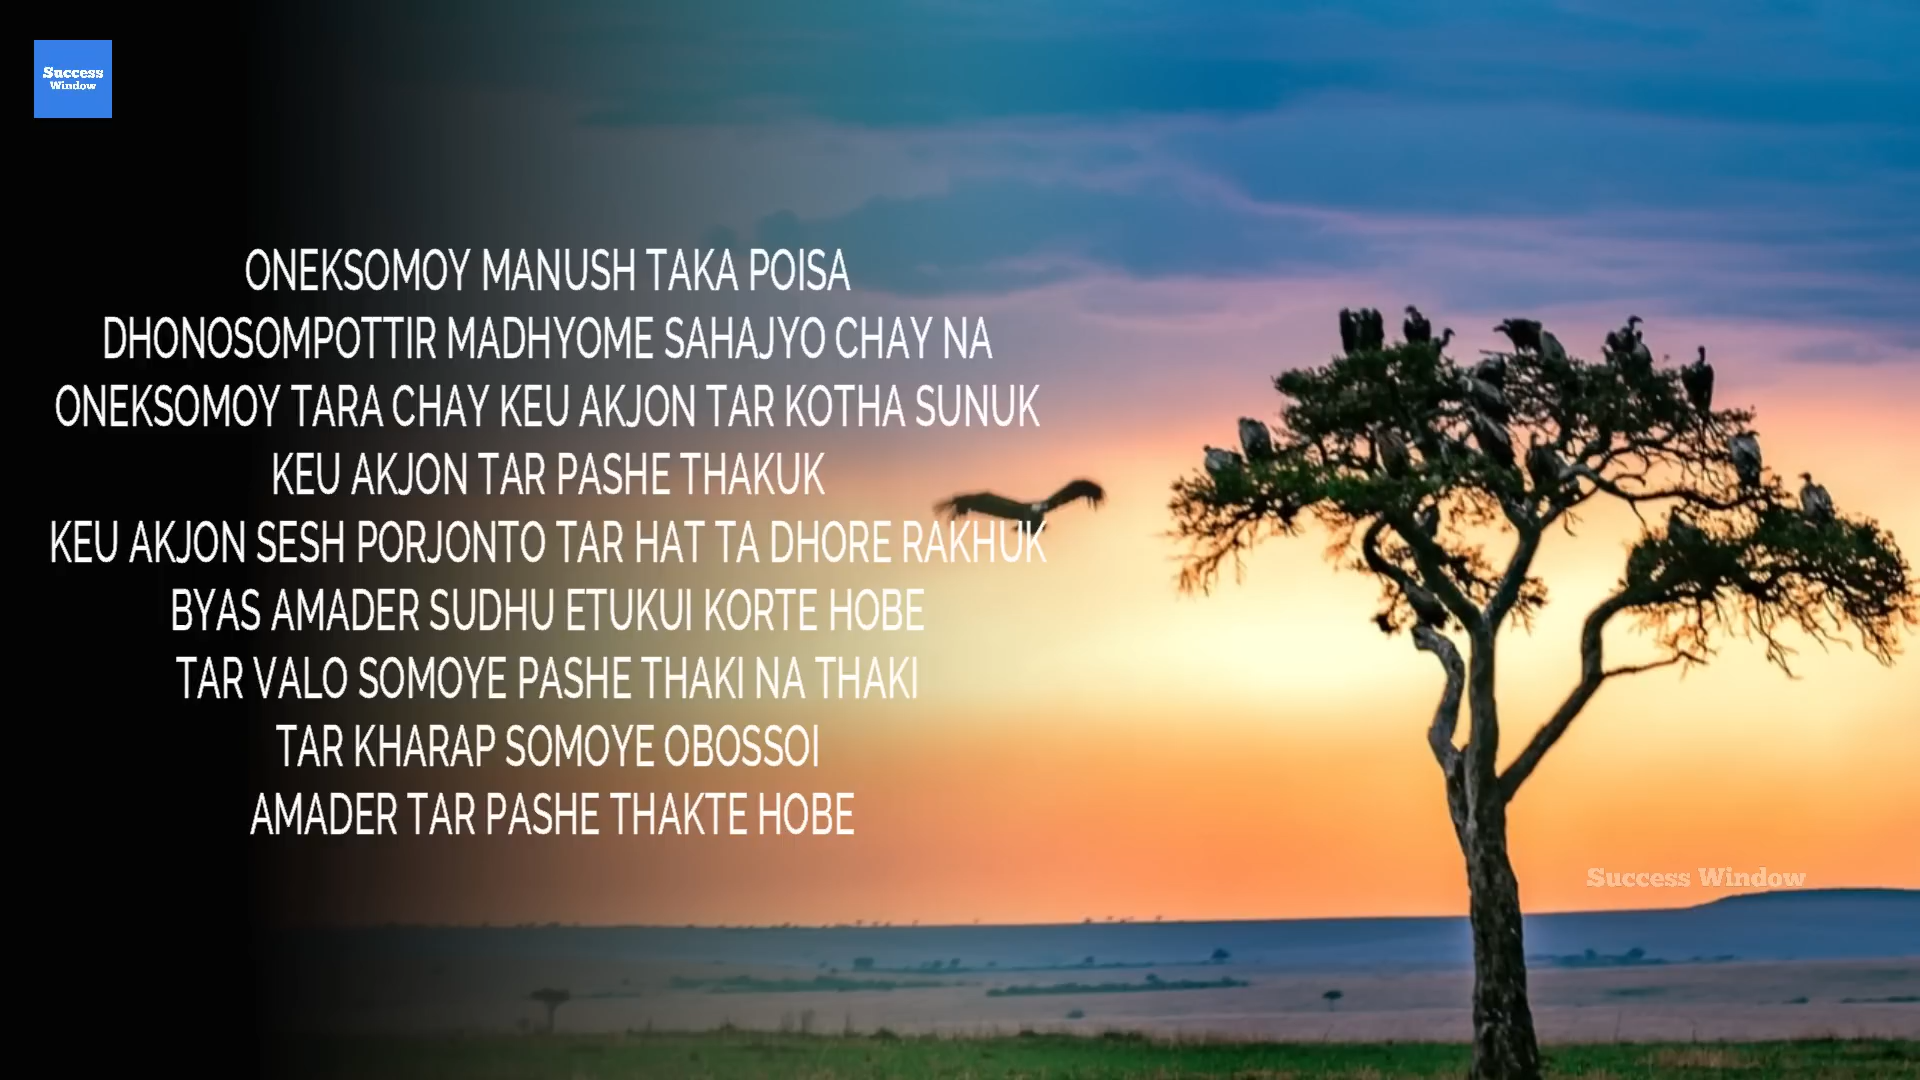 Success
Window
ONEKSOMOY MANUSH TAKA POISA
DHONOSOMPOTTIR MADHYOME SAHAJYO CHAY NA
ONEKSOMOY TARA CHAY KEU AKJON TAR KOTHA SUNUK
KEU AKJON TAR PASHE THAKUK
KEU AKJON SESH PORJONTO TAR HAT TA DHORE RAKHUK
BYAS AMADER SUDHU ETUKUI KORTE HOBE
TAR VALO SOMOYE PASHE THAKI NA THAKI
TAR KHARAP SOMOYE OBOSSOI
AMADER TAR PASHE THAKTE HOBE
Success Window